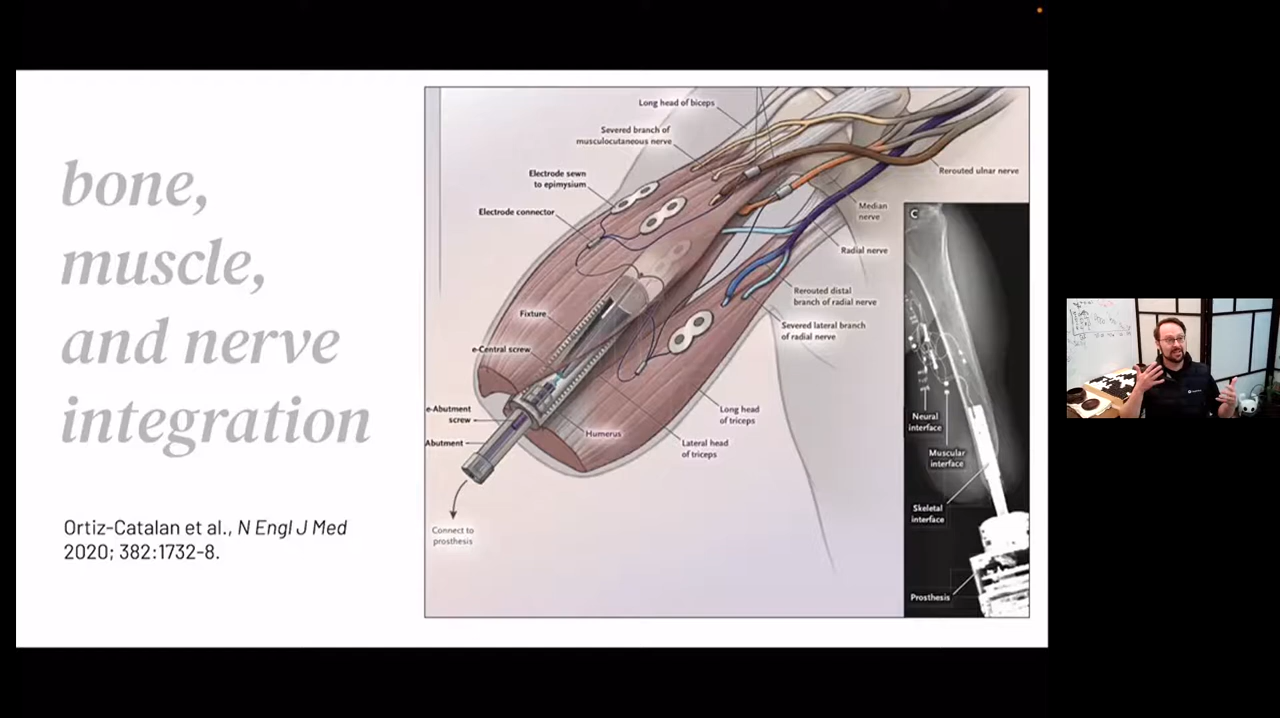 bone,
muscle,
and nerve
integration
Ortiz-Catalan et al., N Engl J Med
2020; 382:1732-8.
Long head of biceps
Severed branch of
musculocutaneous nerve
Electrode sewn
to epimysium
Electrode connector
Rerouted ulnar nerve
Median
nerve
Radial nerve
Rerouted distal
branch of radial nerve
Severed lateral branch
of radial nerve
Fixture
e-Central screw
e-Abutment
screw
Abutment
Humerus
Long head
of triceps
Lateral head
of triceps
Connect to
prosthesis
C
Neural
interface
Muscular
interface
Skeletal
interface
Prosthesis